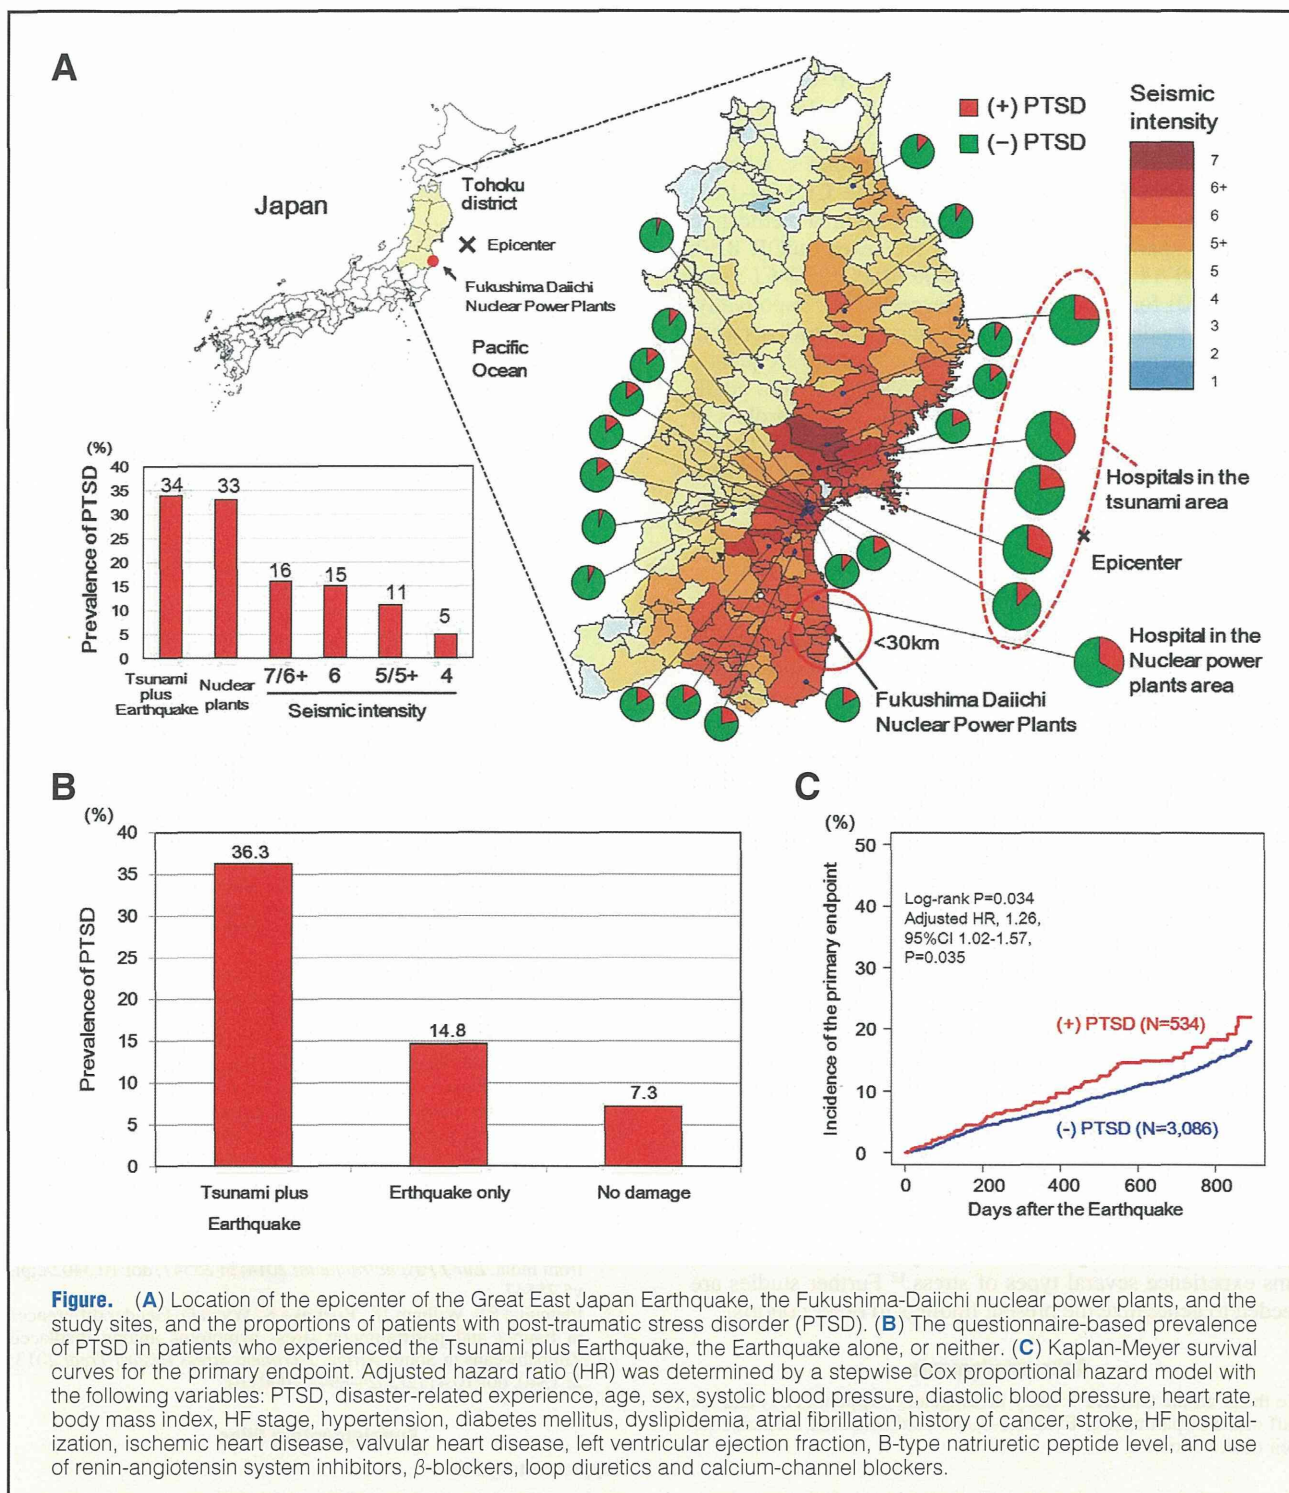 A
Japan
Tohoku
district
Epicenter
Fukushima Daiichi
Nuclear Power Plants
Pacific
Ocean
(+) PTSD
(−) PTSD
Seismic
intensity
7
6+
6
5+
5
4
3
2
1
Hospitals in the
tsunami area
Epicenter
Hospital in the
Nuclear power
plants area
<30km
Fukushima Daiichi
Nuclear Power Plants
(%)
Prevalence of PTSD
40
35
30
25
20
15
10
5
0
34
33
16
15
11
5
Tsunami
plus
Earthquake
Nuclear
plants
7/6+
6
5/5+
4
Seismic intensity
B
(%)
Prevalence of PTSD
40
35
30
25
20
15
10
5
0
36.3
14.8
7.3
Tsunami plus
Earthquake
Erthquake only
No damage
C
(%)
Incidence of the primary endpoint
50
40
30
20
10
0
Log-rank P=0.034
Adjusted HR, 1.26,
95%CI 1.02-1.57,
P=0.035
(+) PTSD (N=534)
(-) PTSD (N=3,086)
0 200 400 600 800
Days after the Earthquake
Figure. (A) Location of the epicenter of the Great East Japan Earthquake, the Fukushima-Daiichi nuclear power plants, and the
study sites, and the proportions of patients with post-traumatic stress disorder (PTSD). (B) The questionnaire-based prevalence
of PTSD in patients who experienced the Tsunami plus Earthquake, the Earthquake alone, or neither. (C) Kaplan-Meyer survival
curves for the primary endpoint. Adjusted hazard ratio (HR) was determined by a stepwise Cox proportional hazard model with
the following variables: PTSD, disaster-related experience, age, sex, systolic blood pressure, diastolic blood pressure, heart rate,
body mass index, HF stage, hypertension, diabetes mellitus, dyslipidemia, atrial fibrillation, history of cancer, stroke, HF hospital-
ization, ischemic heart disease, valvular heart disease, left ventricular ejection fraction, B-type natriuretic peptide level, and use
of renin-angiotensin system inhibitors, β-blockers, loop diuretics and calcium-channel blockers.